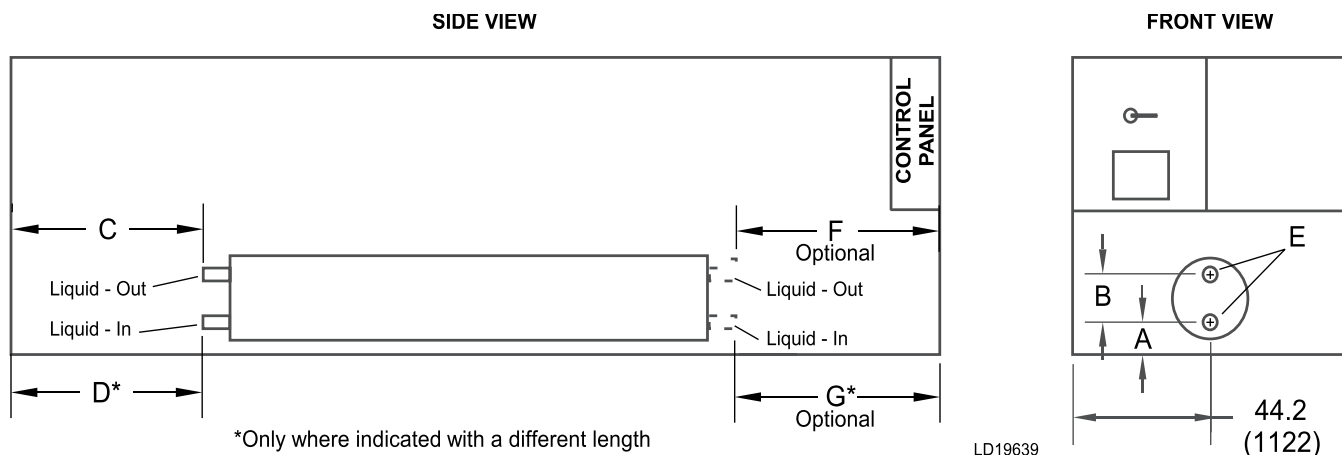 SIDE VIEW
FRONT VIEW
CONTROL
PANEL
C
F
Optional
Liquid - Out
Liquid - In
Liquid - Out
Liquid - In
D*
G*
Optional
*Only where indicated with a different length
E
B
A
44.2
(1122)
LD19639